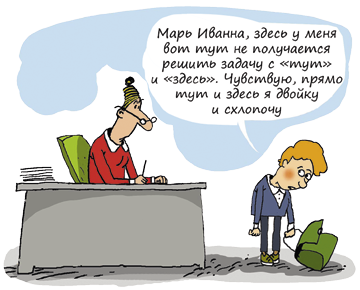 Марь Иванна, здесь у меня
вот тут не получается
решить задачу с «тут»
и «здесь». Чувствую, прямо
тут и здесь я двойку
и схлопочу